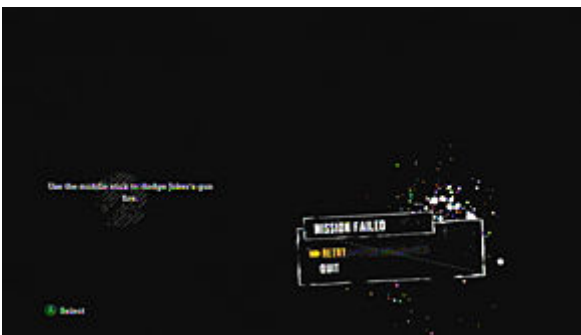 Use the middle stick to dodge Joker's gun
fire.
MISSION FAILED
RETRY
QUIT
Select